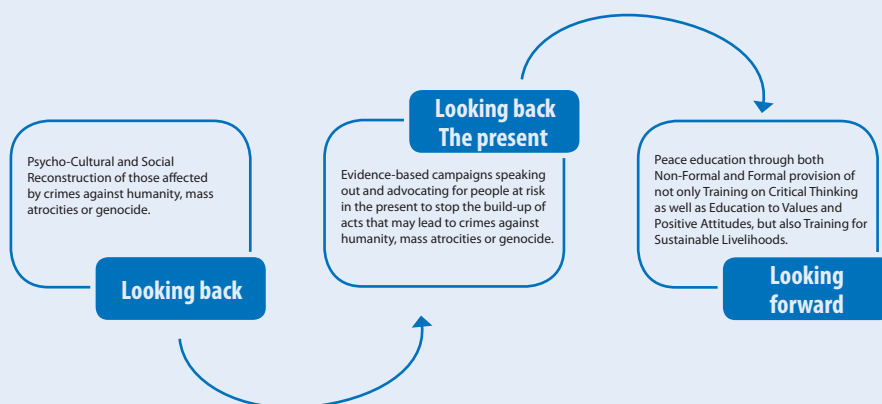 Psycho-Cultural and Social
Reconstruction of those affected
by crimes against humanity, mass
atrocities or genocide.
Looking back
Looking back
The present
Evidence-based campaigns speaking
out and advocating for people at risk
in the present to stop the build-up of
acts that may lead to crimes against
humanity, mass atrocities or genocide.
Peace education through both
Non-Formal and Formal provision of
not only Training on Critical Thinking
as well as Education to Values and
Positive Attitudes, but also Training for
Sustainable Livelihoods.
Looking
forward